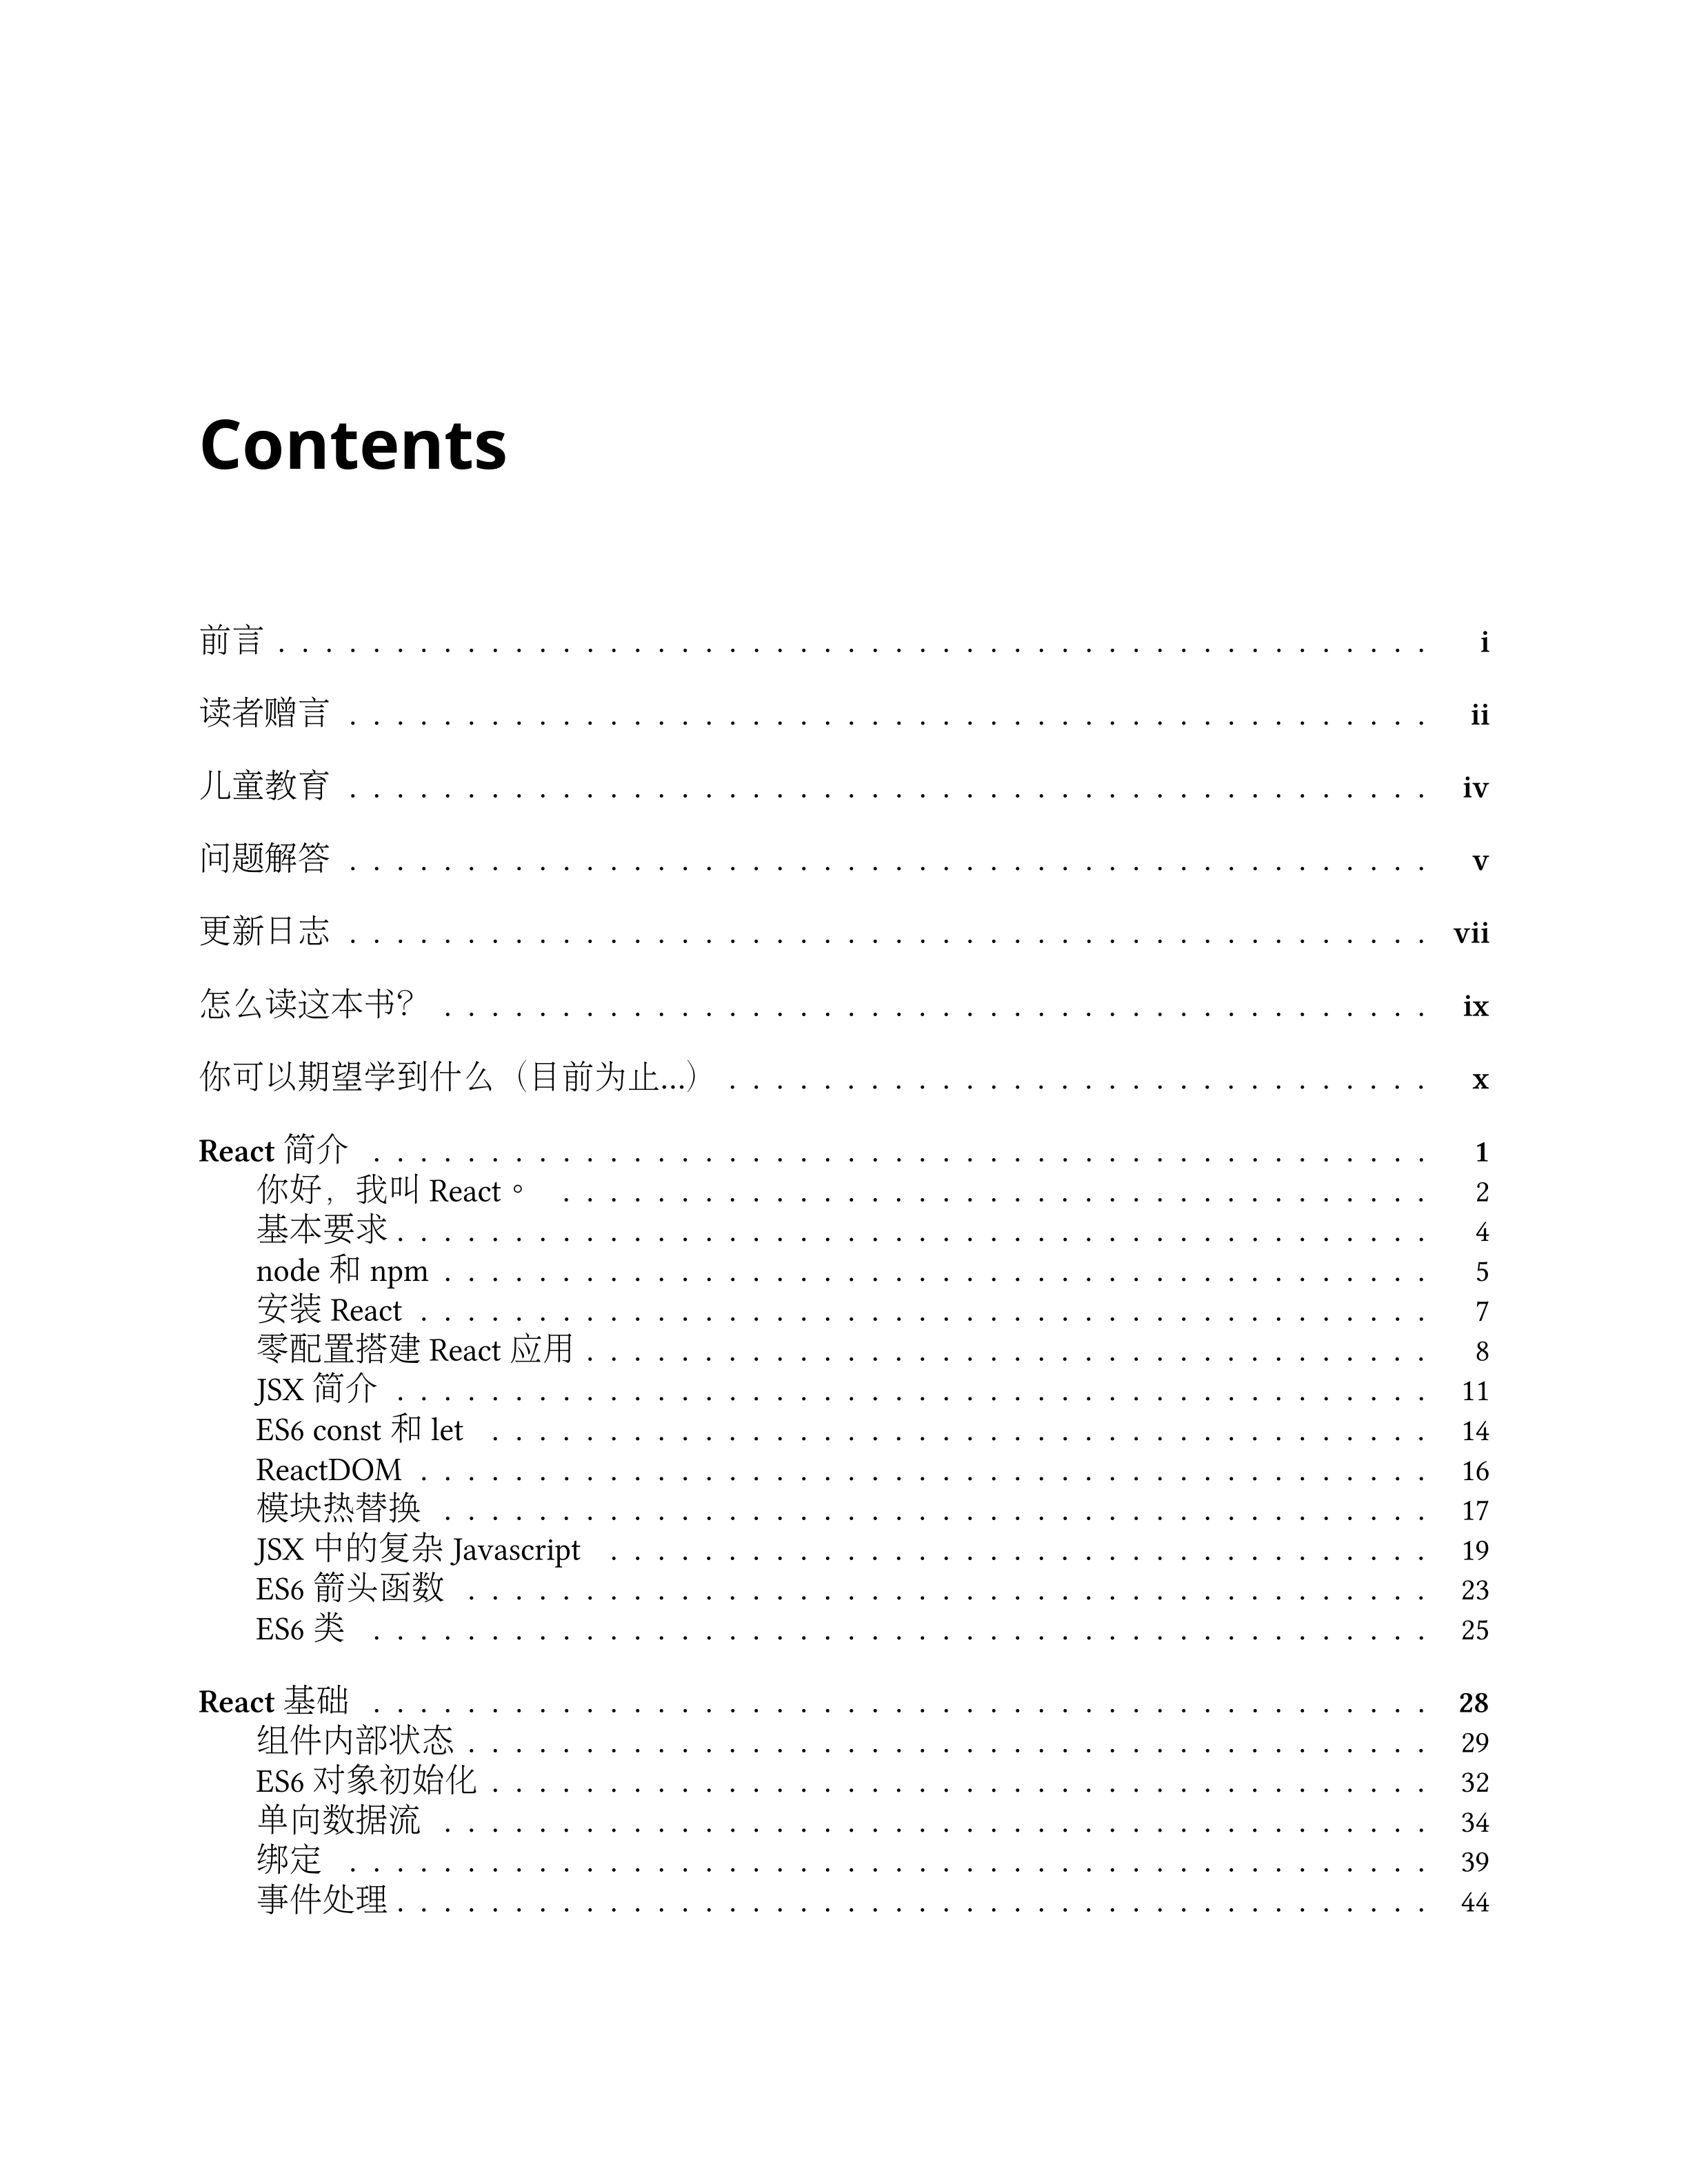 Contents
前言 . . . . . . . . . . . . . . . . . . . . . . . . . . . . . . . . . . . . . . . . . . . . . . . . . i
读者赠言 . . . . . . . . . . . . . . . . . . . . . . . . . . . . . . . . . . . . . . . . . . . . . . ii
儿童教育 . . . . . . . . . . . . . . . . . . . . . . . . . . . . . . . . . . . . . . . . . . . . . . iv
问题解答 . . . . . . . . . . . . . . . . . . . . . . . . . . . . . . . . . . . . . . . . . . . . . . v
更新日志 . . . . . . . . . . . . . . . . . . . . . . . . . . . . . . . . . . . . . . . . . . . . . . vii
怎么读这本书？ . . . . . . . . . . . . . . . . . . . . . . . . . . . . . . . . . . . . . . . . . . ix
你可以期望学到什么（目前为止...） . . . . . . . . . . . . . . . . . . . . . . . . . . . . . . x
React 简介 . . . . . . . . . . . . . . . . . . . . . . . . . . . . . . . . . . . . . . . . . . . . . 1
你好，我叫 React。 . . . . . . . . . . . . . . . . . . . . . . . . . . . . . . . . . . . . . 2
基本要求 . . . . . . . . . . . . . . . . . . . . . . . . . . . . . . . . . . . . . . . . . . . . 4
node 和 npm . . . . . . . . . . . . . . . . . . . . . . . . . . . . . . . . . . . . . . . . . . 5
安装 React . . . . . . . . . . . . . . . . . . . . . . . . . . . . . . . . . . . . . . . . . . . 7
零配置搭建 React 应用 . . . . . . . . . . . . . . . . . . . . . . . . . . . . . . . . . . . . 8
JSX 简介 . . . . . . . . . . . . . . . . . . . . . . . . . . . . . . . . . . . . . . . . . . . . 11
ES6 const 和 let . . . . . . . . . . . . . . . . . . . . . . . . . . . . . . . . . . . . . . . . 14
ReactDOM . . . . . . . . . . . . . . . . . . . . . . . . . . . . . . . . . . . . . . . . . . . 16
模块热替换 . . . . . . . . . . . . . . . . . . . . . . . . . . . . . . . . . . . . . . . . . . 17
JSX 中的复杂 Javascript . . . . . . . . . . . . . . . . . . . . . . . . . . . . . . . . . . . 19
ES6 箭头函数 . . . . . . . . . . . . . . . . . . . . . . . . . . . . . . . . . . . . . . . . . 23
ES6 类 . . . . . . . . . . . . . . . . . . . . . . . . . . . . . . . . . . . . . . . . . . . . . 25
React 基础 . . . . . . . . . . . . . . . . . . . . . . . . . . . . . . . . . . . . . . . . . . . . . 28
组件内部状态 . . . . . . . . . . . . . . . . . . . . . . . . . . . . . . . . . . . . . . . . . 29
ES6 对象初始化 . . . . . . . . . . . . . . . . . . . . . . . . . . . . . . . . . . . . . . . . 32
单向数据流 . . . . . . . . . . . . . . . . . . . . . . . . . . . . . . . . . . . . . . . . . . 34
绑定 . . . . . . . . . . . . . . . . . . . . . . . . . . . . . . . . . . . . . . . . . . . . . . 39
事件处理 . . . . . . . . . . . . . . . . . . . . . . . . . . . . . . . . . . . . . . . . . . . . 44